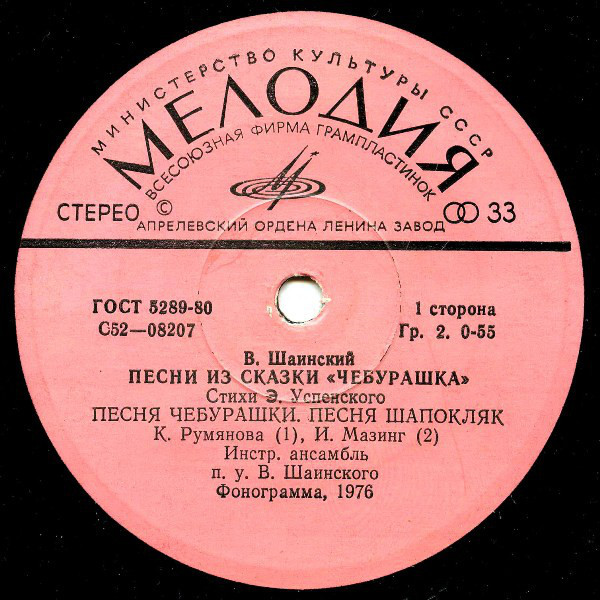 МИНИСТЕРСТВО КУЛЬТУРЫ СССР
МЕЛОДИЯ
ВСЕСОЮЗНАЯ ФИРМА ГРАМПЛАСТИНОК
СТЕРЕО © 33
АПРЕЛЕВСКИЙ ОРДЕНА ЛЕНИНА ЗАВОД
ГОСТ 5289-80 1 сторона
С52—08207 Гр. 2. 0-55
В. Шаинский
ПЕСНИ ИЗ СКАЗКИ «ЧЕБУРАШКА»
Стихи Э. Успенского
ПЕСНЯ ЧЕБУРАШКИ. ПЕСНЯ ШАПОКЛЯК
К. Румянова (1), И. Мазинг (2)
Инстр. ансамбль
п. у. В. Шаинского
Фонограмма, 1976